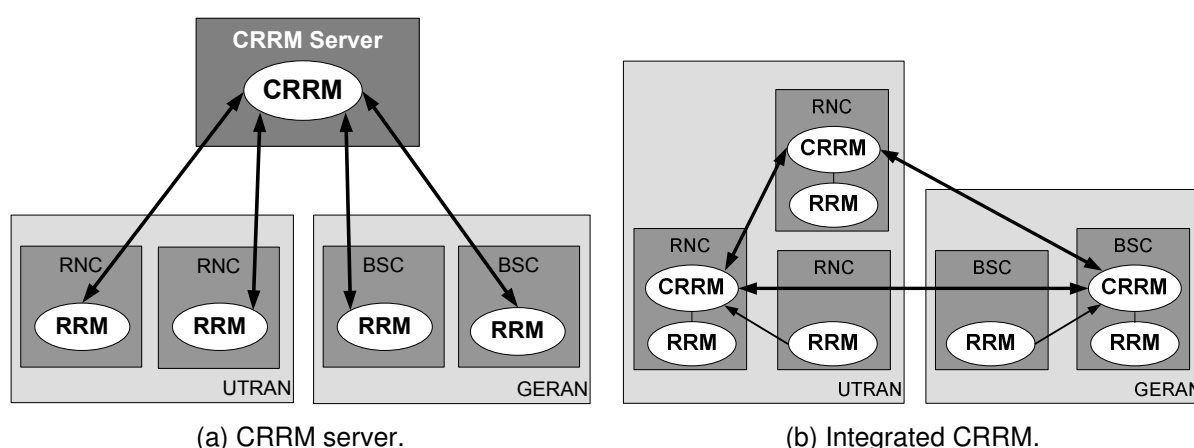 CRRM Server
CRRM
RNC
RNC
BSC
BSC
RRM
RRM
RRM
RRM
UTRAN
GERAN
(a) CRRM server.
RNC
CRRM
RRM
RNC
RNC
BSC
BSC
CRRM
CRRM
RRM
RRM
RRM
RRM
UTRAN
GERAN
(b) Integrated CRRM.